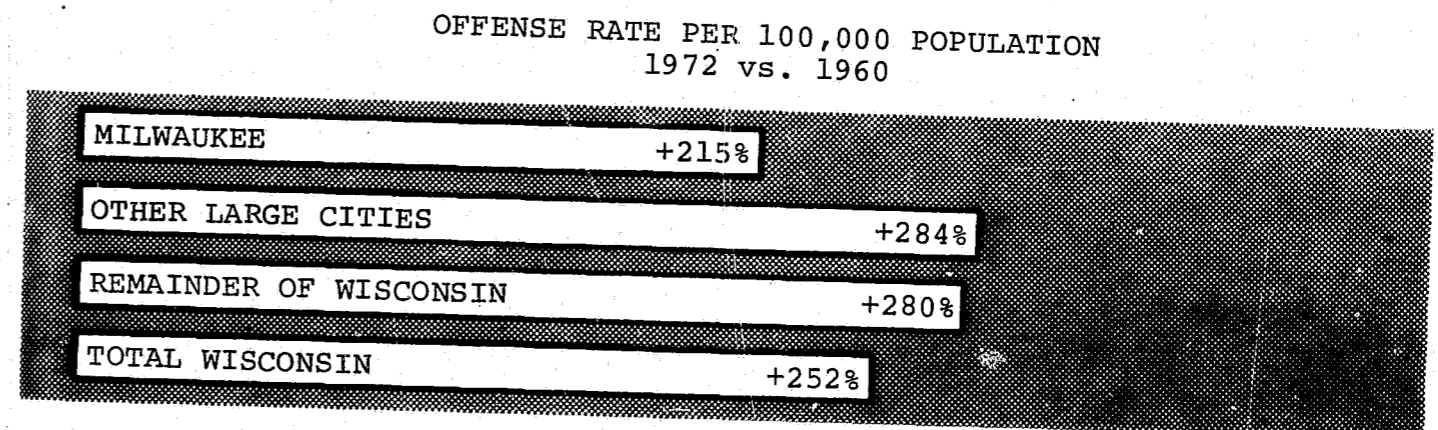 OFFENSE RATE PER 100,000 POPULATION
1972 vs. 1960
MILWAUKEE +215%
OTHER LARGE CITIES +284%
REMAINDER OF WISCONSIN +280%
TOTAL WISCONSIN +252%